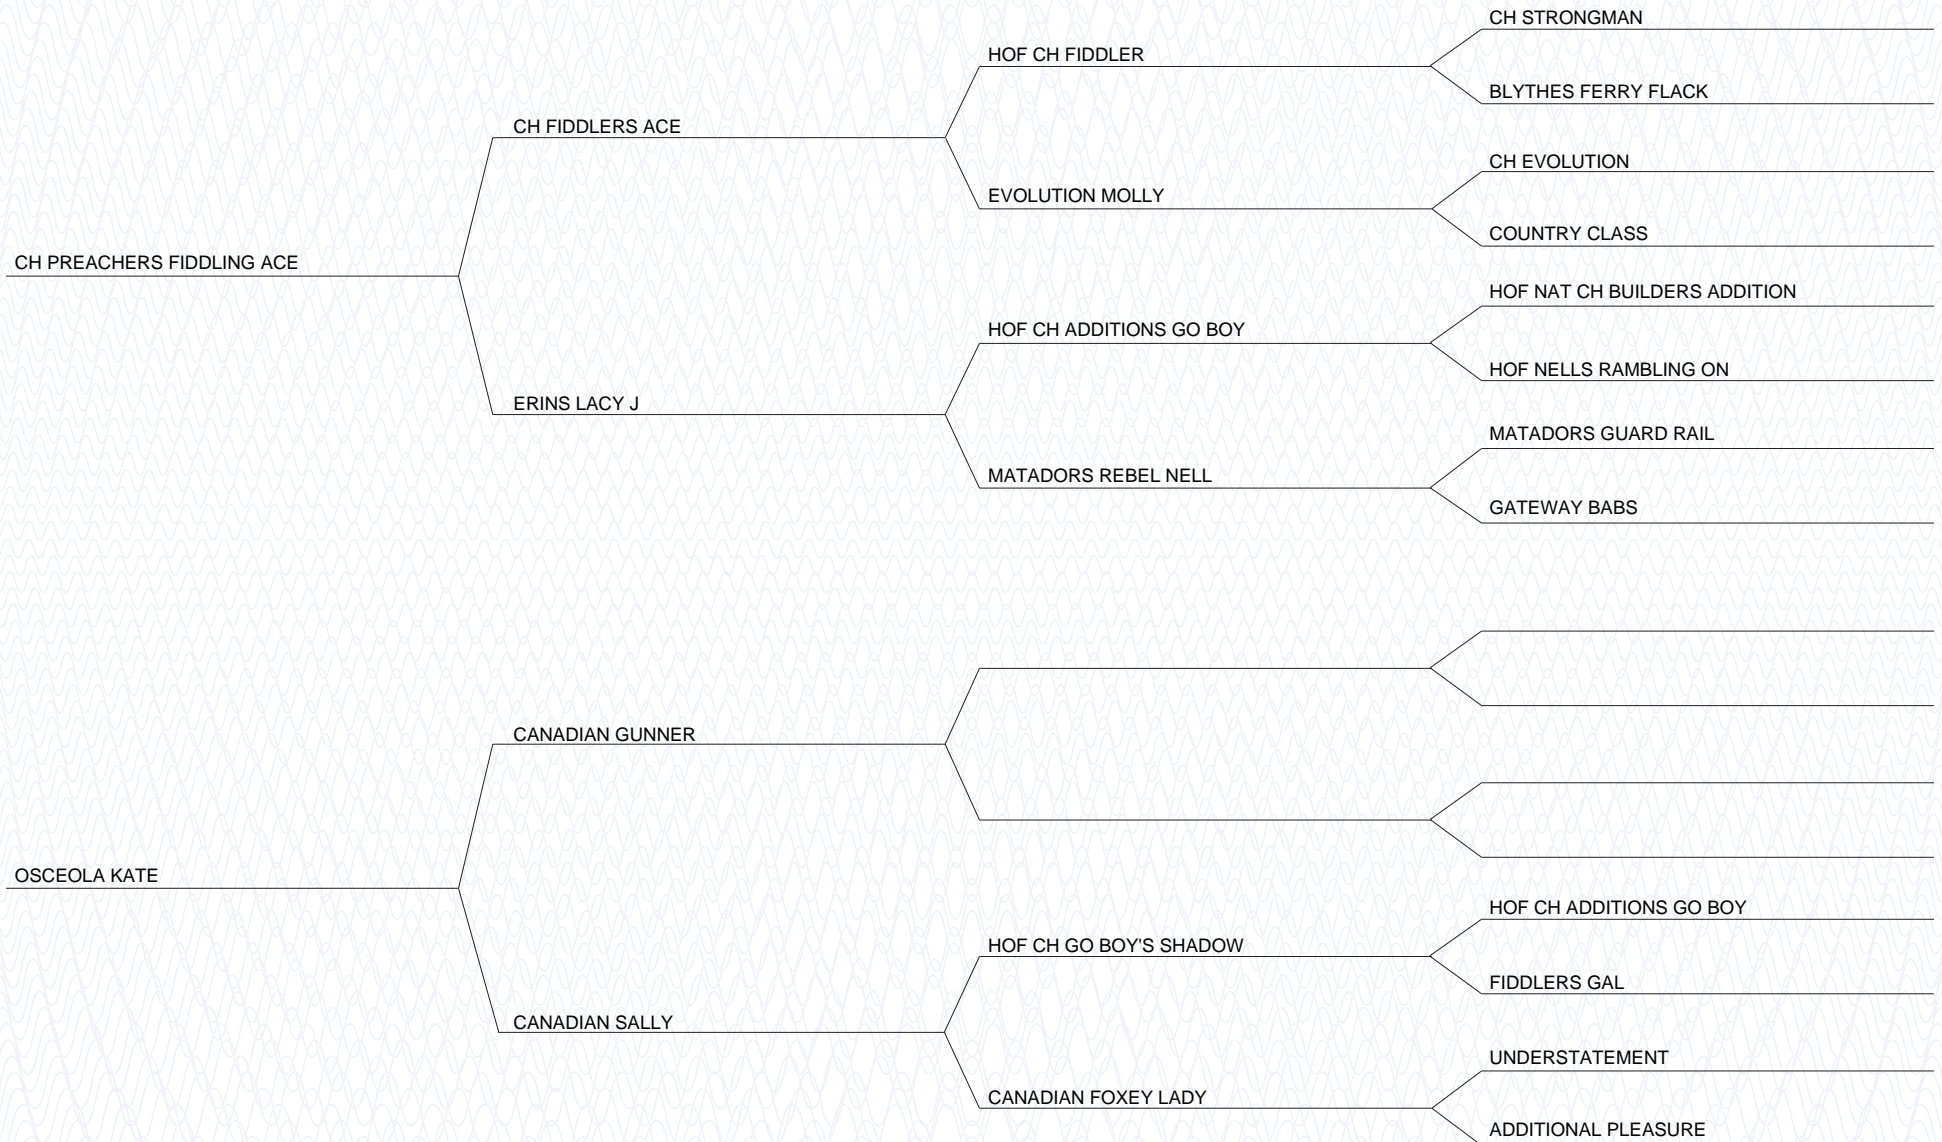 CH STRONGMAN
HOF CH FIDDLER
BLYTHES FERRY FLACK
CH FIDDLERS ACE
CH EVOLUTION
EVOLUTION MOLLY
COUNTRY CLASS
CH PREACHERS FIDDLING ACE
HOF NAT CH BUILDERS ADDITION
HOF CH ADDITIONS GO BOY
HOF NELLS RAMBLING ON
ERINS LACY J
MATADORS GUARD RAIL
MATADORS REBEL NELL
GATEWAY BABS
CANADIAN GUNNER
OSCEOLA KATE
HOF CH ADDITIONS GO BOY
HOF CH GO BOY'S SHADOW
FIDDLERS GAL
CANADIAN SALLY
UNDERSTATEMENT
CANADIAN FOXEY LADY
ADDITIONAL PLEASURE